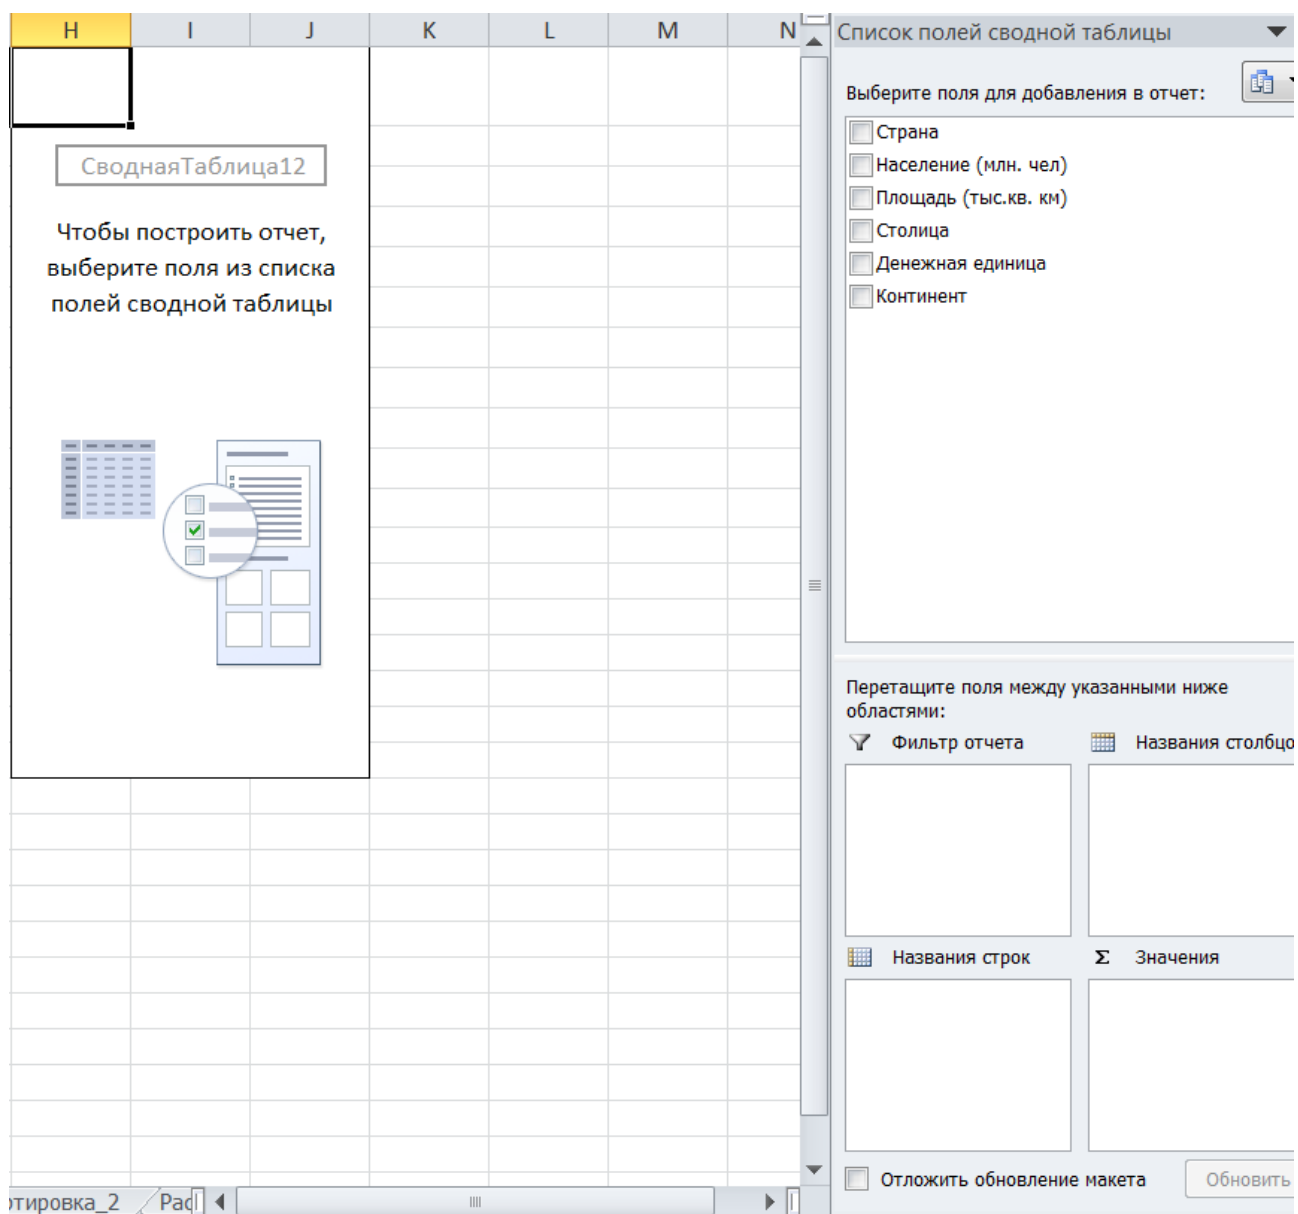 H I J K L M N
СводнаяТаблица12
Чтобы построить отчет,
выберите поля из списка
полей сводной таблицы
Список полей сводной таблицы
Выберите поля для добавления в отчет:
Страна
Население (млн. чел)
Площадь (тыс.кв. км)
Столица
Денежная единица
Континент
Перетащите поля между указанными ниже
областями:
Фильтр отчета
Названия столбцо
Названия строк
Σ Значения
Отложить обновление макета
Обновить
ртировка_2
Рас